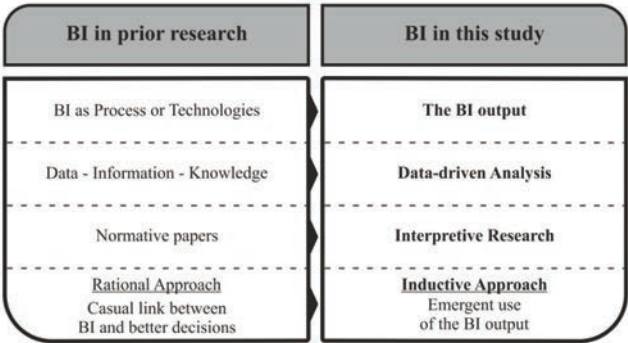 BI in prior research
BI in this study
BI as Process or Technologies
The BI output
Data - Information - Knowledge
Data-driven Analysis
Normative papers
Interpretive Research
Rational Approach
Casual link between
BI and better decisions
Inductive Approach
Emergent use
of the BI output